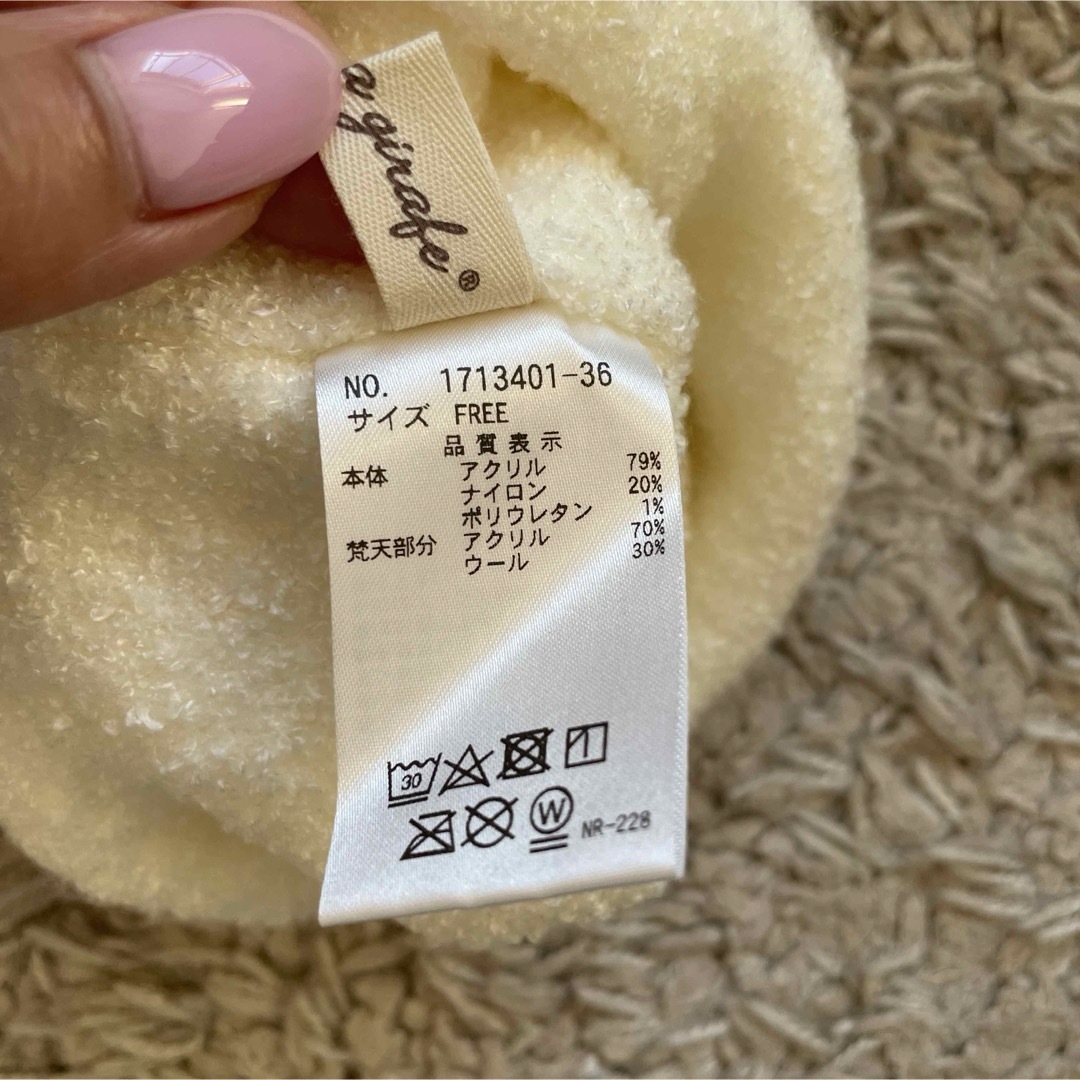 a girafe®
NO. 1713401-36
サイズ FREE
品質表示
本体 アクリル 79%
ナイロン 20%
ポリウレタン 1%
梵天部分 アクリル 70%
ウール 30%
30
W NR-228